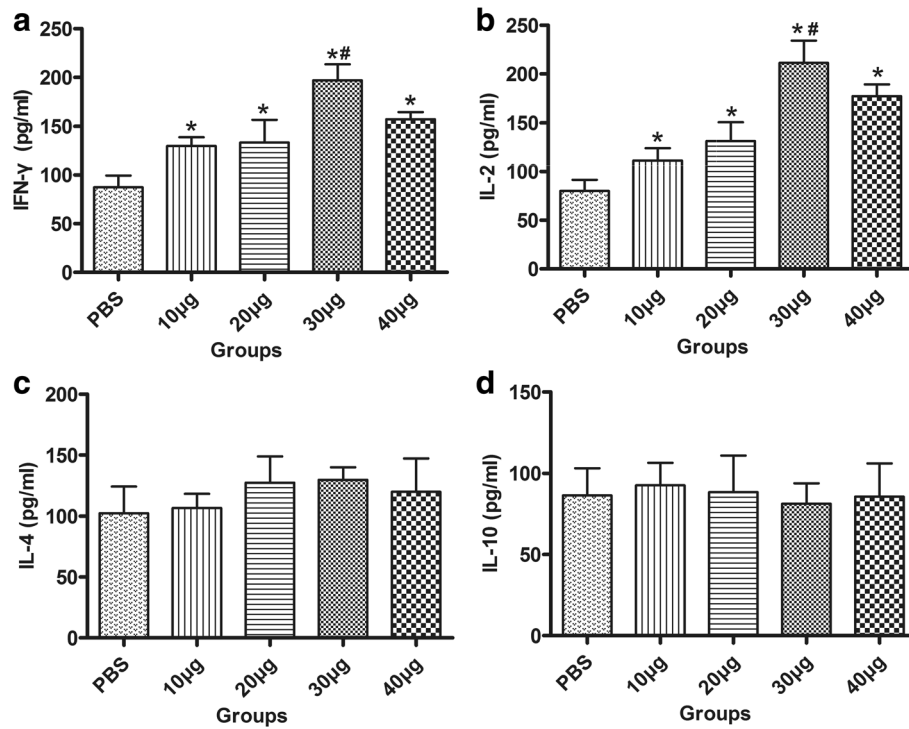 a
IFN-γ (pg/ml)
250
200
150
100
50
0
*
*
*#
*
PBS
10µg
20µg
30µg
40µg
Groups
b
IL-2 (pg/ml)
250
200
150
100
50
0
*
*
*#
*
PBS
10µg
20µg
30µg
40µg
Groups
c
IL-4 (pg/ml)
200
150
100
50
0
PBS
10µg
20µg
30µg
40µg
Groups
d
IL-10 (pg/ml)
150
100
50
0
PBS
10µg
20µg
30µg
40µg
Groups